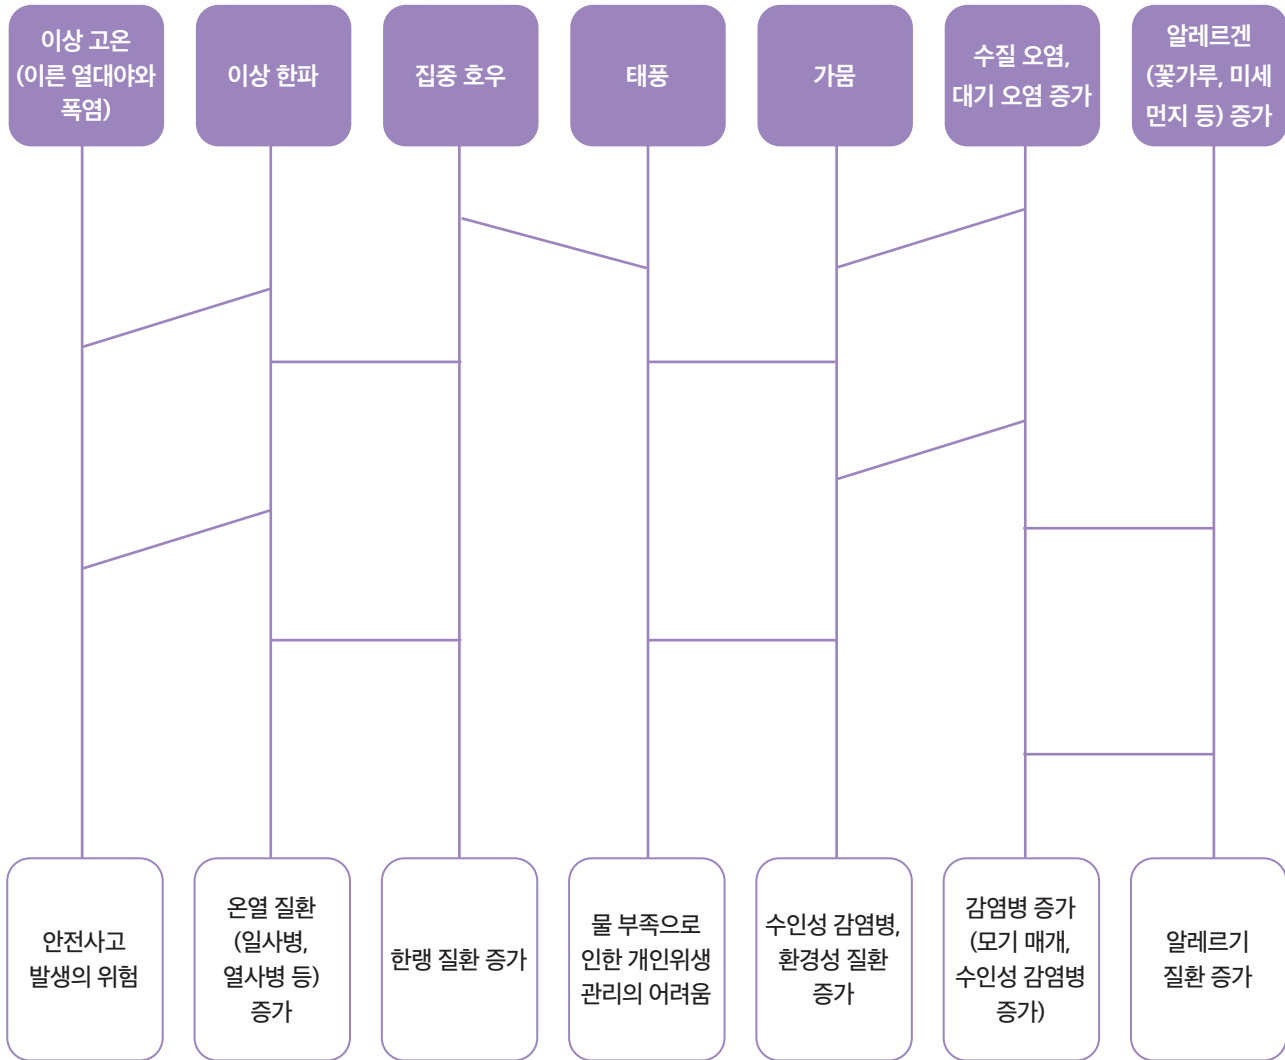 이상 고온
(이른 열대야와
폭염)
이상 한파
집중 호우
태풍
가뭄
수질 오염,
대기 오염 증가
알레르겐
(꽃가루, 미세
먼지 등) 증가
안전사고
발생의 위험
온열 질환
(일사병,
열사병 등)
증가
한랭 질환 증가
물 부족으로
인한 개인위생
관리의 어려움
수인성 감염병,
환경성 질환
증가
감염병 증가
(모기 매개,
수인성 감염병
증가)
알레르기
질환 증가